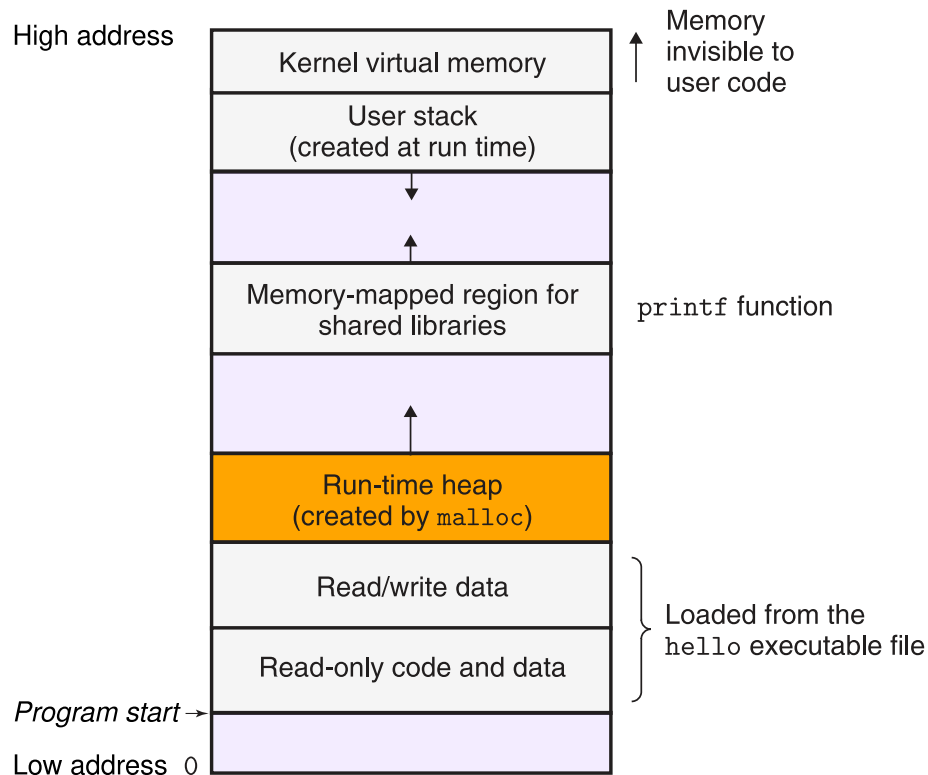 High address
Kernel virtual memory
Memory
invisible to
user code
User stack
(created at run time)
Memory-mapped region for
shared libraries
printf function
Run-time heap
(created by malloc)
Read/write data
Loaded from the
hello executable file
Read-only code and data
Program start
Low address 0